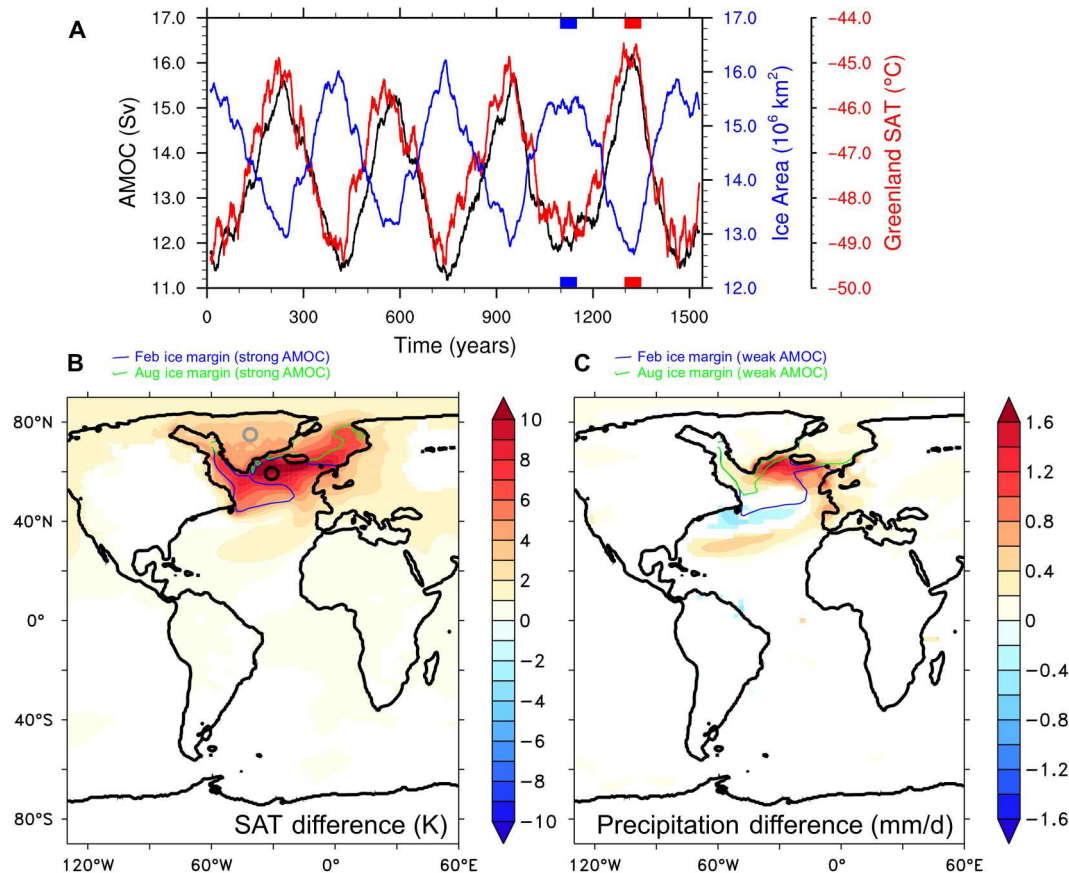 A
17.0
16.0
15.0
14.0
13.0
12.0
11.0
AMOC (Sv)
0
300
600
900
1200
1500
Time (years)
17.0
16.0
15.0
14.0
13.0
12.0
Ice Area (10⁶ km²)
−44.0
−45.0
−46.0
−47.0
−48.0
−49.0
−50.0
Greenland SAT (°C)
B
Feb ice margin (strong AMOC)
Aug ice margin (strong AMOC)
80°N
40°N
0°
40°S
80°S
120°W
60°W
0°
60°E
SAT difference (K)
10
8
6
4
2
0
−2
−4
−6
−8
−10
C
Feb ice margin (weak AMOC)
Aug ice margin (weak AMOC)
120°W
60°W
0°
60°E
Precipitation difference (mm/d)
1.6
1.2
0.8
0.4
0
−0.4
−0.8
−1.2
−1.6